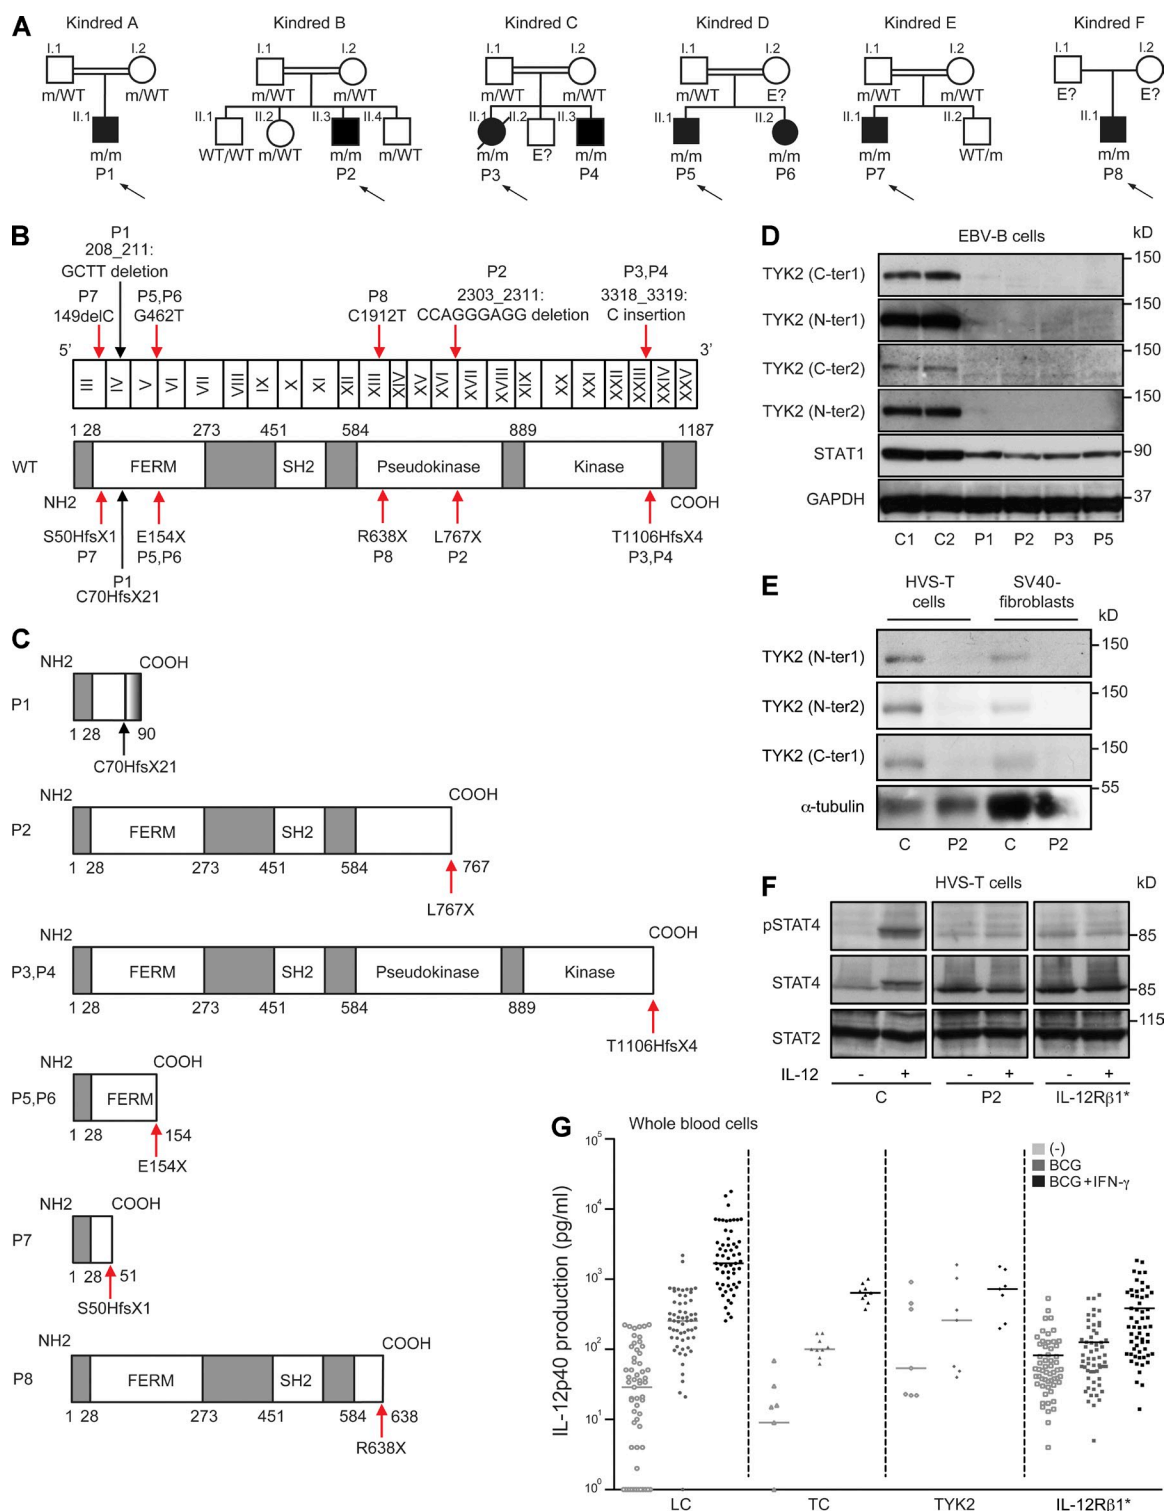 A
Kindred A
Kindred B
Kindred C
Kindred D
Kindred E
Kindred F
I.1 I.2
I.1 I.2
I.1 I.2
I.1 I.2
I.1 I.2
I.1 I.2
m/WT m/WT
m/WT m/WT
m/WT m/WT
m/WT E?
m/WT m/WT
E? E?
II.1
II.1 II.2 II.3 II.4
II.1 II.2 II.3
II.1 II.2
II.1 II.2
II.1
m/m
WT/WT m/WT m/m m/WT
m/m E? m/m
m/m m/m
m/m WT/m
m/m
P1
P2
P3 P4
P5 P6
P7
P8
B
P1
208_211:
GCTT deletion
P7
149delC
P5,P6
G462T
P8
C1912T
P2
2303_2311:
CCAGGGAGG deletion
P3,P4
3318_3319:
C insertion
5’ 3’
III IV V VI VII VIII IX X XI XII XIII XIV XV XVI XVII XVIII XIX XX XXI XXII XXIII XXIV XXV
1 28 273 451 584 889 1187
WT FERM SH2 Pseudokinase Kinase
NH2 COOH
S50HfsX1
P7
P1
C70HfsX21
E154X
P5,P6
R638X
P8
L767X
P2
T1106HfsX4
P3,P4
C
NH2 COOH
P1
1 28 90
C70HfsX21
NH2 COOH
P2 FERM SH2
1 28 273 451 584 767
L767X
NH2 COOH
P3,P4 FERM SH2 Pseudokinase Kinase
1 28 273 451 584 889
T1106HfsX4
NH2 COOH
P5,P6 FERM
1 28 154
E154X
NH2 COOH
P7
1 28 51
S50HfsX1
NH2 COOH
P8 FERM SH2
1 28 273 451 584 638
R638X
D
EBV-B cells kD
TYK2 (C-ter1) 150
TYK2 (N-ter1) 150
TYK2 (C-ter2) 150
TYK2 (N-ter2) 150
STAT1 90
GAPDH 37
C1 C2 P1 P2 P3 P5
E
HVS-T
cells
SV40-
fibroblasts
kD
TYK2 (N-ter1) 150
TYK2 (N-ter2) 150
TYK2 (C-ter1) 150
55
α-tubulin
C P2 C P2
F
HVS-T cells kD
pSTAT4 85
STAT4 85
115
STAT2
IL-12 - + - + - +
C P2 IL-12Rβ1*
G
Whole blood cells
IL-12p40 production (pg/ml)
10⁵
10⁴
10³
10²
10¹
10⁰
(-)
BCG
BCG+IFN-γ
LC TC TYK2 IL-12Rβ1*